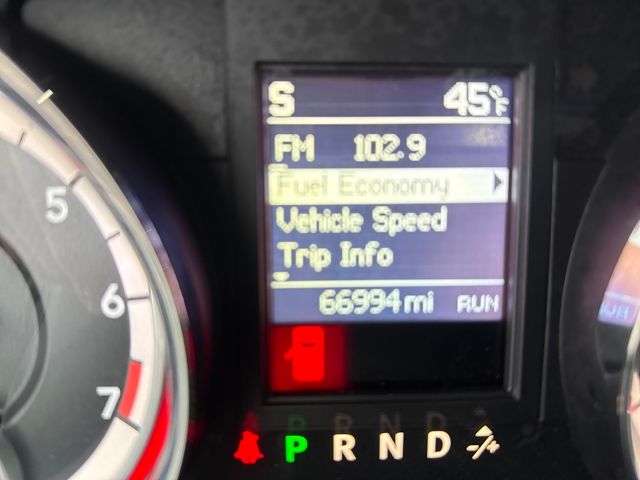 S 45°F
FM 102.9
Fuel Economy
Vehicle Speed
Trip Info
66994 mi RUN
5
6
7
P R N D -/+